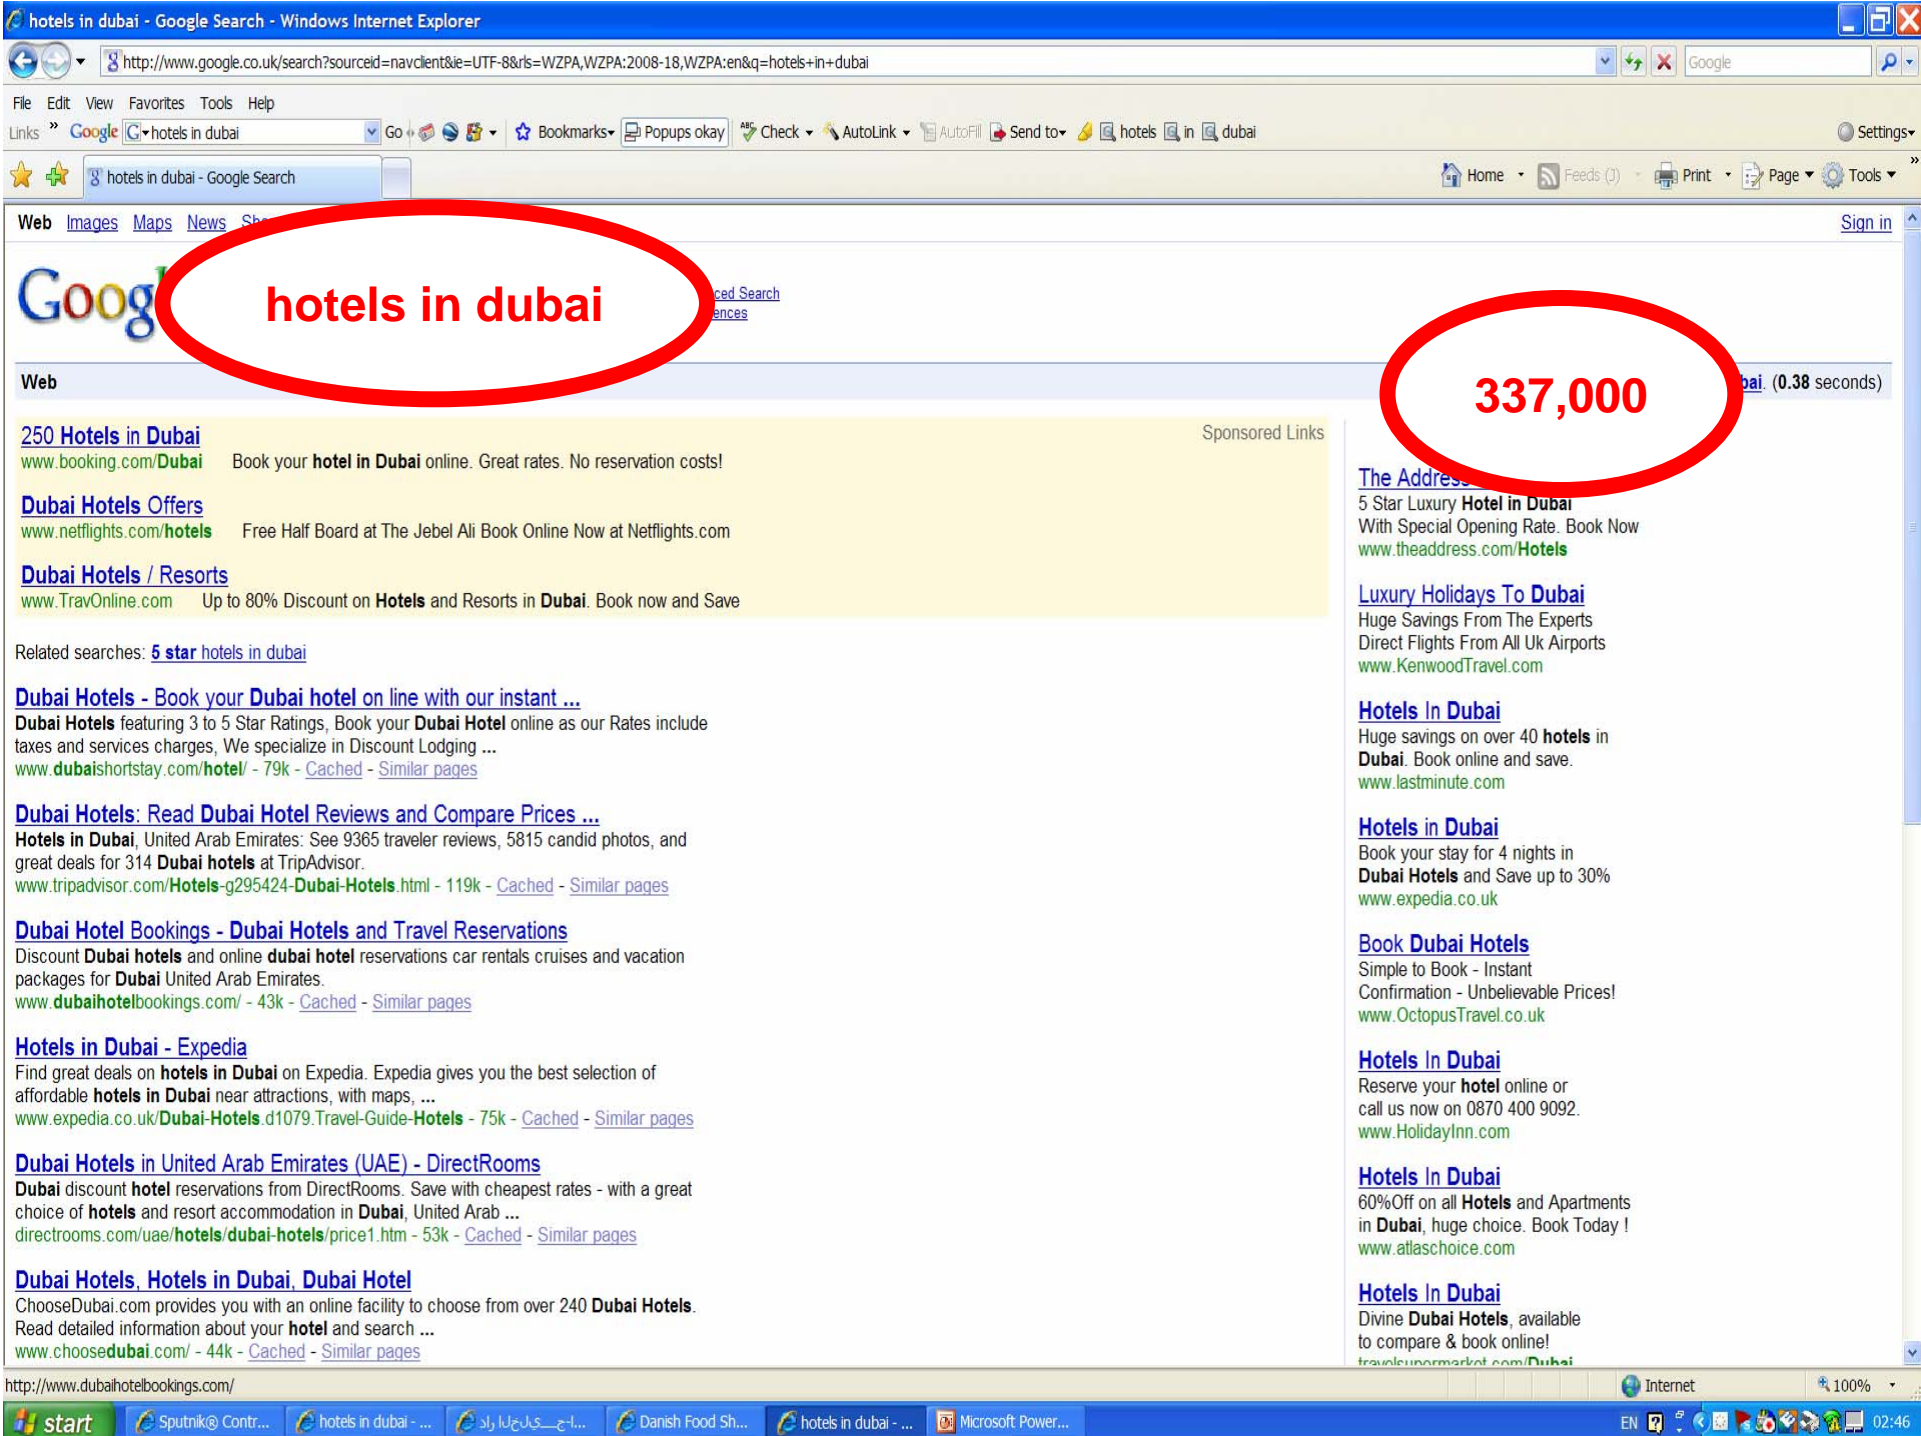 hotels in dubai - Google Search - Windows Internet Explorer
http://www.google.co.uk/search?sourceid=navclient&ie=UTF-8&rls=WZPA,WZPA:2008-18,WZPA:en&q=hotels+in+dubai
Google
File Edit View Favorites Tools Help
Links » Google hotels in dubai Go Bookmarks Popups okay Check AutoLink AutoFill Send to hotels in dubai Settings
hotels in dubai - Google Search Home Feeds (J) Print Page Tools »
Web Images Maps News Sign in
hotels in dubai
337,000
Web (0.38 seconds)
250 Hotels in Dubai Sponsored Links
www.booking.com/Dubai Book your hotel in Dubai online. Great rates. No reservation costs!
Dubai Hotels Offers
www.netflights.com/hotels Free Half Board at The Jebel Ali Book Online Now at Netflights.com
Dubai Hotels / Resorts
www.TravOnline.com Up to 80% Discount on Hotels and Resorts in Dubai. Book now and Save
Related searches: 5 star hotels in dubai
Dubai Hotels - Book your Dubai hotel on line with our instant ...
Dubai Hotels featuring 3 to 5 Star Ratings, Book your Dubai Hotel online as our Rates include
taxes and services charges, We specialize in Discount Lodging ...
www.dubaishortstay.com/hotel/ - 79k - Cached - Similar pages
Dubai Hotels: Read Dubai Hotel Reviews and Compare Prices ...
Hotels in Dubai, United Arab Emirates: See 9365 traveler reviews, 5815 candid photos, and
great deals for 314 Dubai hotels at TripAdvisor.
www.tripadvisor.com/Hotels-g295424-Dubai-Hotels.html - 119k - Cached - Similar pages
Dubai Hotel Bookings - Dubai Hotels and Travel Reservations
Discount Dubai hotels and online dubai hotel reservations car rentals cruises and vacation
packages for Dubai United Arab Emirates.
www.dubaihotelbookings.com/ - 43k - Cached - Similar pages
Hotels in Dubai - Expedia
Find great deals on hotels in Dubai on Expedia. Expedia gives you the best selection of
affordable hotels in Dubai near attractions, with maps, ...
www.expedia.co.uk/Dubai-Hotels.d1079.Travel-Guide-Hotels - 75k - Cached - Similar pages
Dubai Hotels in United Arab Emirates (UAE) - DirectRooms
Dubai discount hotel reservations from DirectRooms. Save with cheapest rates - with a great
choice of hotels and resort accommodation in Dubai, United Arab ...
directrooms.com/uae/hotels/dubai-hotels/price1.htm - 53k - Cached - Similar pages
Dubai Hotels, Hotels in Dubai, Dubai Hotel
ChooseDubai.com provides you with an online facility to choose from over 240 Dubai Hotels.
Read detailed information about your hotel and search ...
www.choosedubai.com/ - 44k - Cached - Similar pages
The Address
5 Star Luxury Hotel in Dubai
With Special Opening Rate. Book Now
www.theaddress.com/Hotels
Luxury Holidays To Dubai
Huge Savings From The Experts
Direct Flights From All Uk Airports
www.KenwoodTravel.com
Hotels In Dubai
Huge savings on over 40 hotels in
Dubai. Book online and save.
www.lastminute.com
Hotels in Dubai
Book your stay for 4 nights in
Dubai Hotels and Save up to 30%
www.expedia.co.uk
Book Dubai Hotels
Simple to Book - Instant
Confirmation - Unbelievable Prices!
www.OctopusTravel.co.uk
Hotels In Dubai
Reserve your hotel online or
call us now on 0870 400 9092.
www.HolidayInn.com
Hotels In Dubai
60%Off on all Hotels and Apartments
in Dubai, huge choice. Book Today !
www.atlaschoice.com
Hotels In Dubai
Divine Dubai Hotels, available
to compare & book online!
travelsupermarket.com/Dubai
http://www.dubaihotelbookings.com/ Internet 100%
start Sputnik® Contr... hotels in dubai - ... Danish Food Sh... hotels in dubai - ... Microsoft Power... EN 02:46